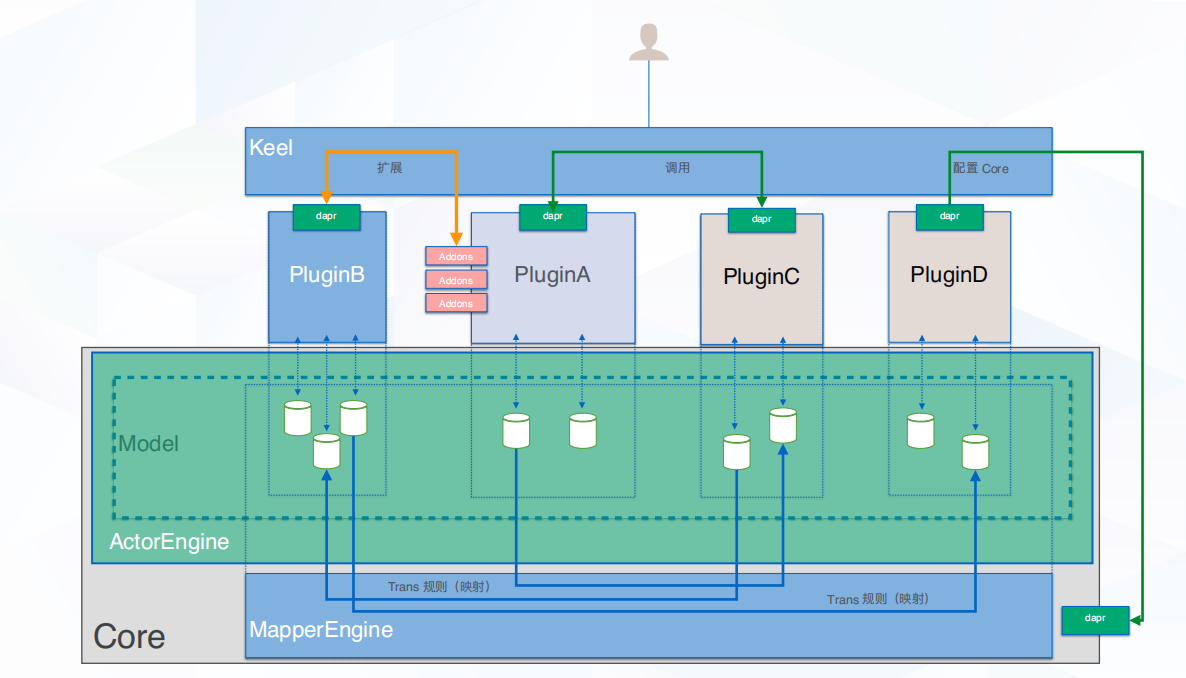 Keel
扩展
调用
配置 Core
dapr
dapr
dapr
dapr
Addons
Addons
Addons
PluginB
PluginA
PluginC
PluginD
Model
ActorEngine
Trans 规则（映射）
Trans 规则（映射）
MapperEngine
dapr
Core